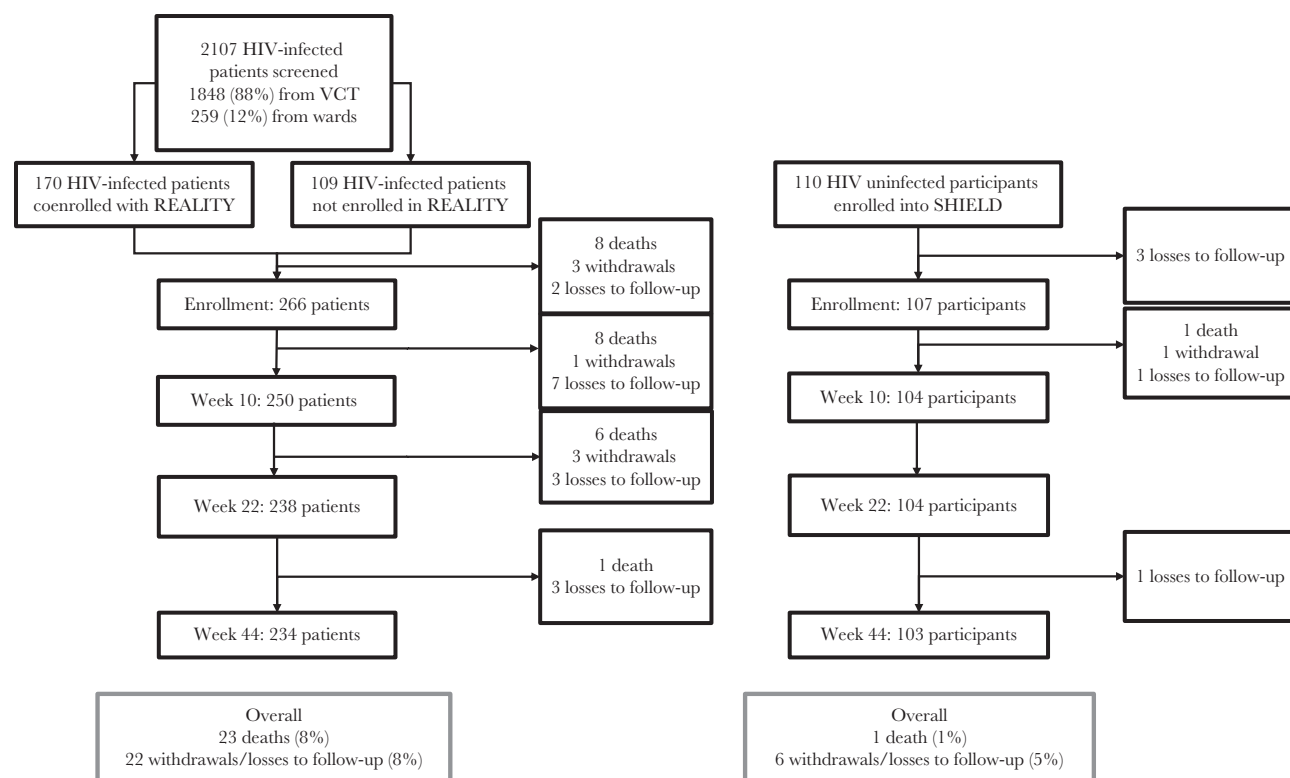 2107 HIV-infected
patients screened
1848 (88%) from VCT
259 (12%) from wards
170 HIV-infected patients
coenrolled with REALITY
109 HIV-infected patients
not enrolled in REALITY
8 deaths
3 withdrawals
2 losses to follow-up
Enrollment: 266 patients
8 deaths
1 withdrawals
7 losses to follow-up
Week 10: 250 patients
6 deaths
3 withdrawals
3 losses to follow-up
Week 22: 238 patients
1 death
3 losses to follow-up
Week 44: 234 patients
Overall
23 deaths (8%)
22 withdrawals/losses to follow-up (8%)
110 HIV uninfected participants
enrolled into SHIELD
3 losses to follow-up
Enrollment: 107 participants
1 death
1 withdrawal
1 losses to follow-up
Week 10: 104 participants
Week 22: 104 participants
1 losses to follow-up
Week 44: 103 participants
Overall
1 death (1%)
6 withdrawals/losses to follow-up (5%)